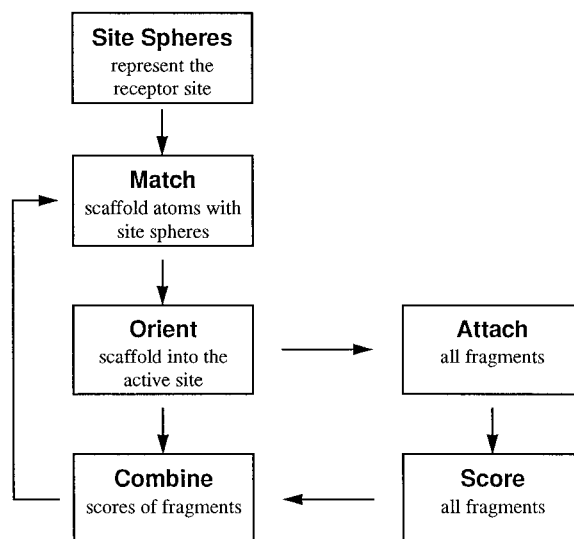 Site Spheres
represent the
receptor site
Match
scaffold atoms with
site spheres
Orient
scaffold into the
active site
Attach
all fragments
Combine
scores of fragments
Score
all fragments